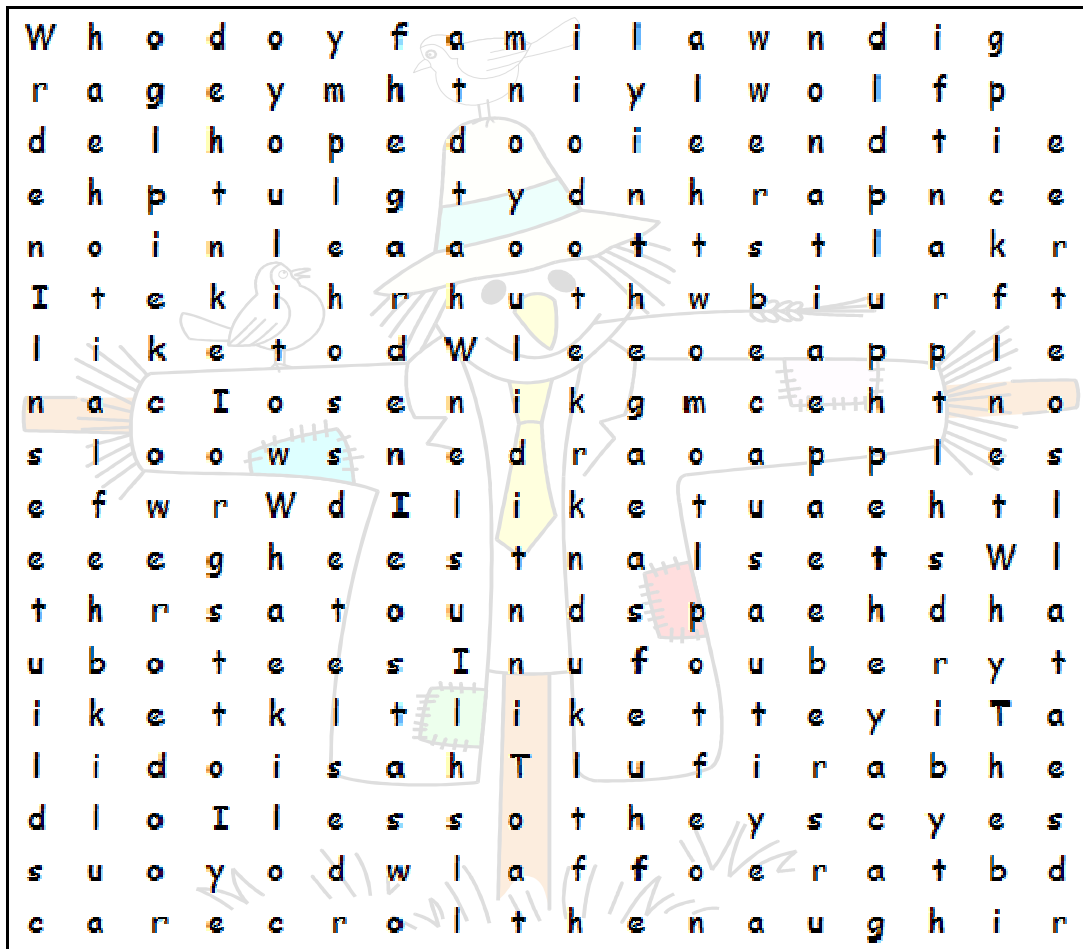 W h o d o y f a m i l a w n d i g
r a g e y m h t n i y l w o l f p
d e l h o p e d o o i e e n d t i e
e h p t u l g t y d n h r a p n c e
n o i n l e a a o o t t s t l a k r
I t e k i h r h u t h w b i u r f t
l i k e t o d W l e e o e a p p l e
n a c I o s e n i k g m c e h t n o
s l o o w s n e d r a o a p p l e s
e f w r W d I l i k e t u a e h t l
e e e g h e e s t n a l s e t s W l
t h r s a t o u n d s p a e h d h a
u b o t e e s I n u f o u b e r y t
i k e t k l t l i k e t t e y i T a
l i d o i s a h T l u f i r a b h e
d l o I l e s s o t h e y s c y e s
s u o y o d w l a f f o e r a t b d
c a r e c r o l t h e n a u g h i r